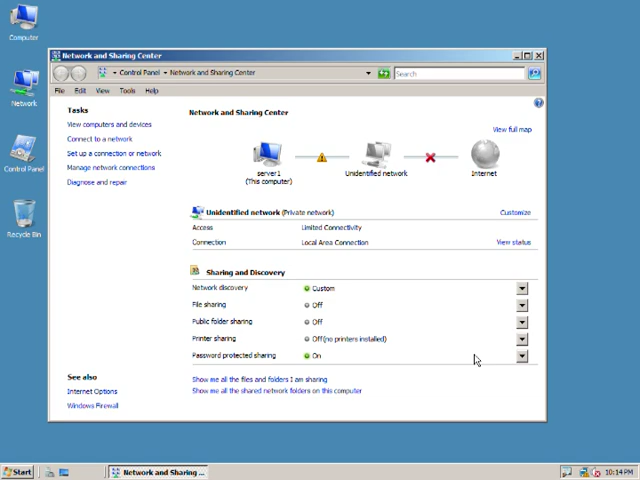 Computer
Network
Control Panel
Recycle Bin
Network and Sharing Center
Control Panel
Network and Sharing Center
Search
File Edit View Tools Help
Tasks
View computers and devices
Connect to a network
Set up a connection or network
Manage network connections
Diagnose and repair
See also
Internet Options
Windows Firewall
Network and Sharing Center
View full map
server1
(This computer)
Unidentified network
Internet
Unidentified network (Private network)
Customize
Access Limited Connectivity
Connection Local Area Connection View status
Sharing and Discovery
Network discovery Custom
File sharing Off
Public folder sharing Off
Printer sharing Off (no printers installed)
Password protected sharing On
Show me all the files and folders I am sharing
Show me all the shared network folders on this computer
Start
Network and Sharing ...
10:14 PM